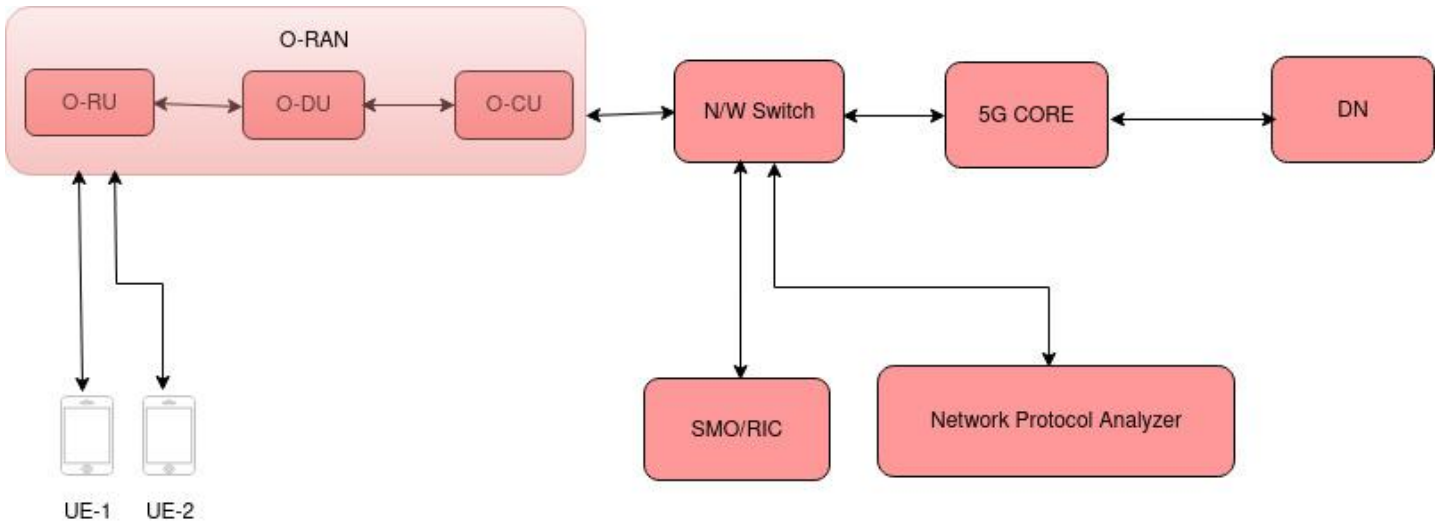 O-RAN
O-RU
O-DU
O-CU
N/W Switch
5G CORE
DN
SMO/RIC
Network Protocol Analyzer
UE-1
UE-2